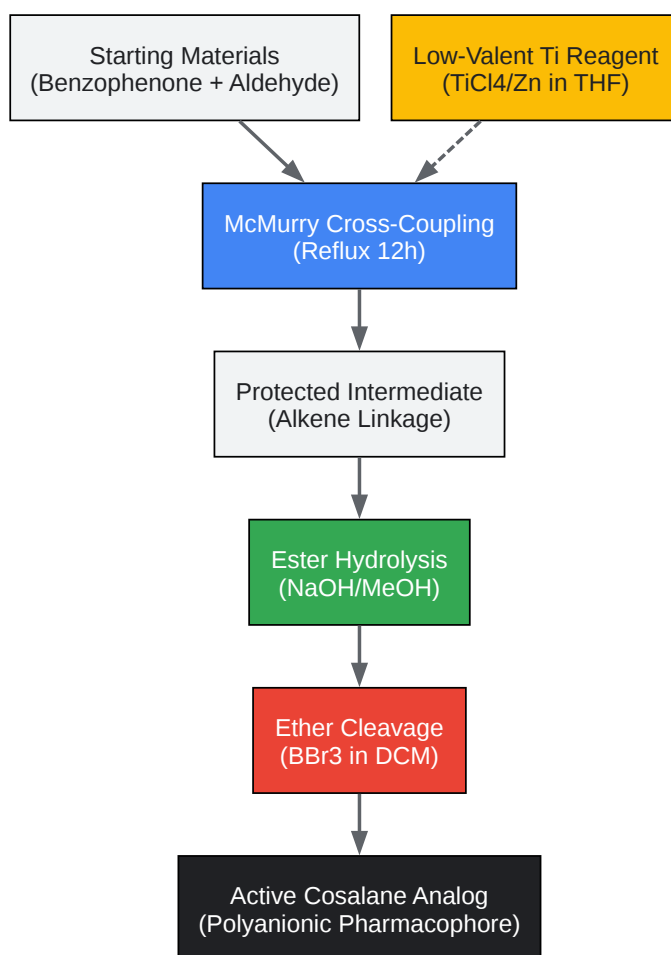 Starting Materials
(Benzophenone + Aldehyde)
Low-Valent Ti Reagent
(TiCl4/Zn in THF)
McMurry Cross-Coupling
(Reflux 12h)
Protected Intermediate
(Alkene Linkage)
Ester Hydrolysis
(NaOH/MeOH)
Ether Cleavage
(BBr3 in DCM)
Active Cosalane Analog
(Polyanionic Pharmacophore)